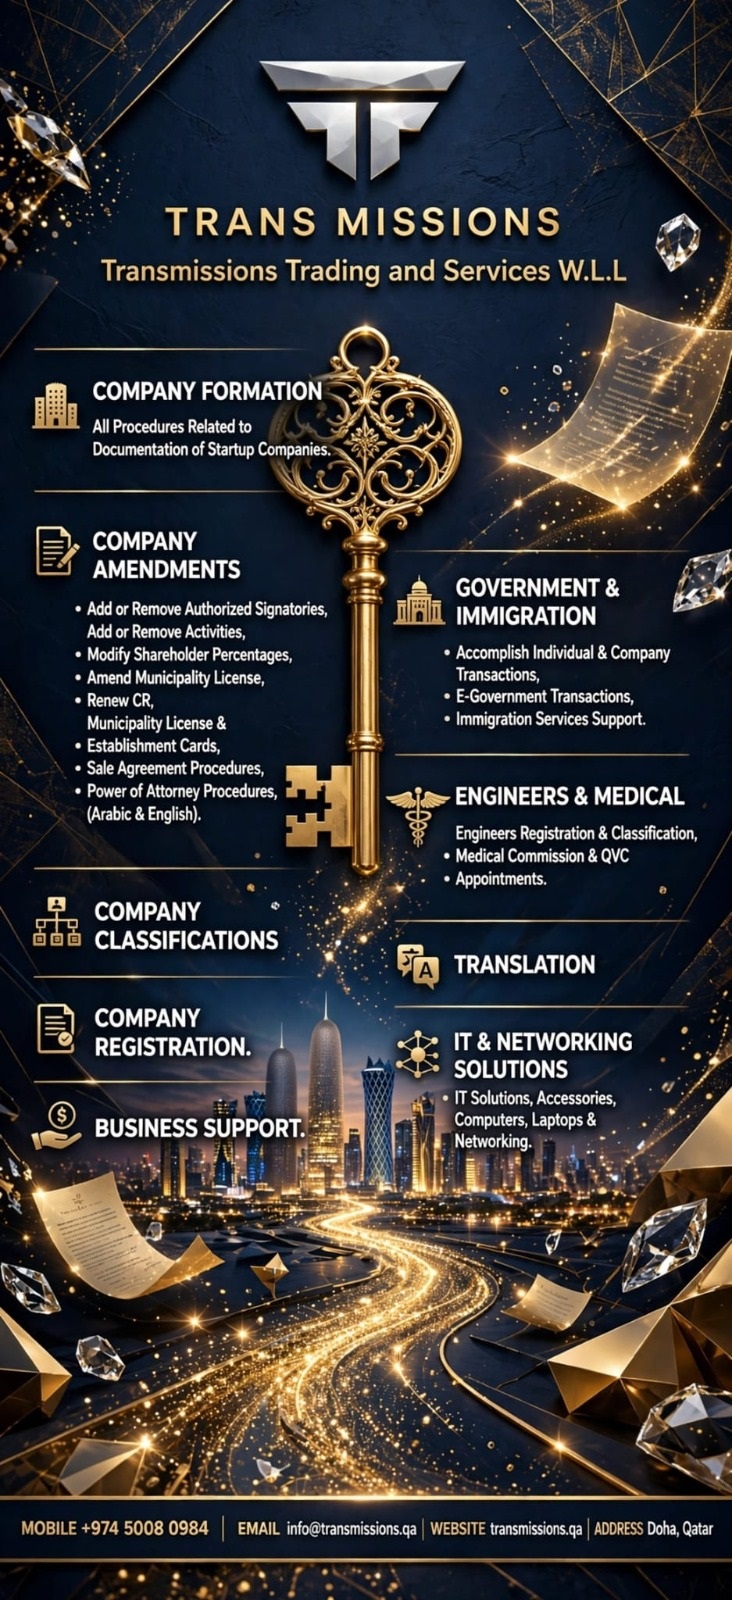 TRANS MISSIONS
Transmissions Trading and Services W.L.L
COMPANY FORMATION
All Procedures Related to
Documentation of Startup Companies.
COMPANY
AMENDMENTS
• Add or Remove Authorized Signatories,
Add or Remove Activities,
• Modify Shareholder Percentages,
• Amend Municipality License,
• Renew CR,
Municipality License &
• Establishment Cards,
• Sale Agreement Procedures,
• Power of Attorney Procedures,
(Arabic & English).
COMPANY
CLASSIFICATIONS
COMPANY
REGISTRATION.
BUSINESS SUPPORT.
GOVERNMENT &
IMMIGRATION
• Accomplish Individual & Company
Transactions,
• E-Government Transactions,
• Immigration Services Support.
ENGINEERS & MEDICAL
Engineers Registration & Classification,
• Medical Commission & QVC
• Appointments.
TRANSLATION
IT & NETWORKING
SOLUTIONS
• IT Solutions, Accessories,
Computers, Laptops &
Networking.
MOBILE +974 5008 0984 | EMAIL info@transmissions.qa | WEBSITE transmissions.qa | ADDRESS Doha, Qatar